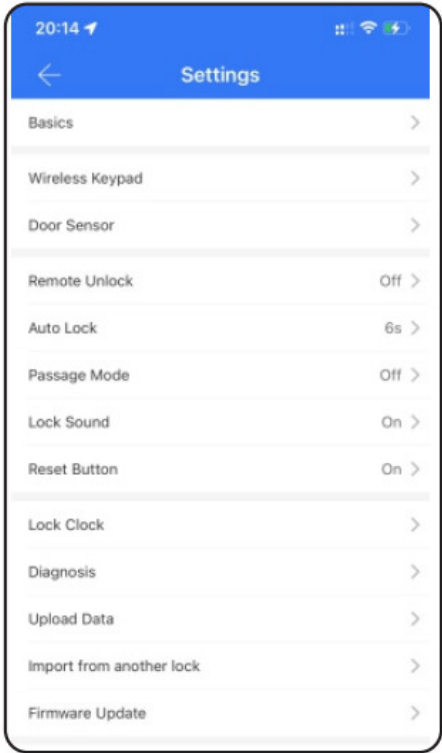 20:14
Settings
Basics
Wireless Keypad
Door Sensor
Remote Unlock Off
Auto Lock 6s
Passage Mode Off
Lock Sound On
Reset Button On
Lock Clock
Diagnosis
Upload Data
Import from another lock
Firmware Update